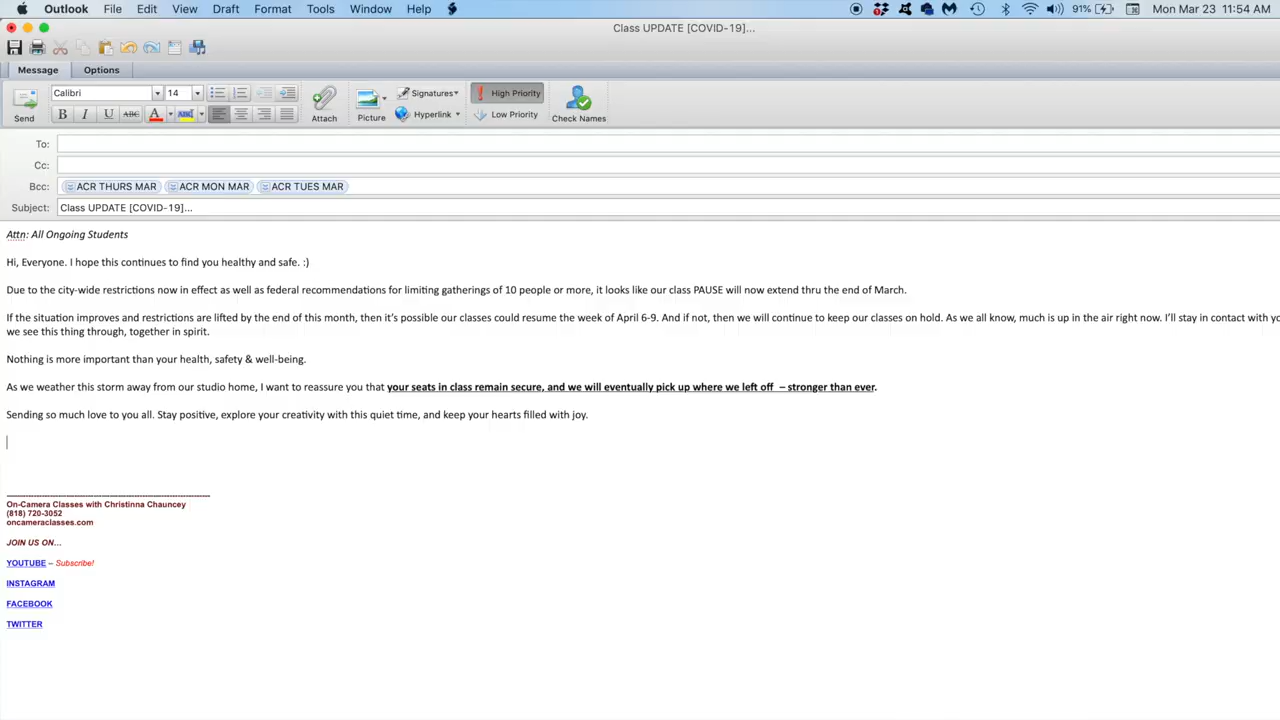 Outlook File Edit View Draft Format Tools Window Help 91% Mon Mar 23 11:54 AM
Class UPDATE [COVID-19]...
Message Options
Calibri 14 Signatures High Priority
B I U ABC A ABC Hyperlink Low Priority
Send Attach Picture Check Names
To:
Cc:
Bcc: ACR THURS MAR ACR MON MAR ACR TUES MAR
Subject: Class UPDATE [COVID-19]...
Attn: All Ongoing Students
Hi, Everyone. I hope this continues to find you healthy and safe. :)
Due to the city-wide restrictions now in effect as well as federal recommendations for limiting gatherings of 10 people or more, it looks like our class PAUSE will now extend thru the end of March.
If the situation improves and restrictions are lifted by the end of this month, then it's possible our classes could resume the week of April 6-9. And if not, then we will continue to keep our classes on hold. As we all know, much is up in the air right now. I'll stay in contact with
we see this thing through, together in spirit.
Nothing is more important than your health, safety & well-being.
As we weather this storm away from our studio home, I want to reassure you that your seats in class remain secure, and we will eventually pick up where we left off – stronger than ever.
Sending so much love to you all. Stay positive, explore your creativity with this quiet time, and keep your hearts filled with joy.
On-Camera Classes with Christinna Chauncey
(818) 720-3052
oncameraclasses.com
JOIN US ON...
YOUTUBE – Subscribe!
INSTAGRAM
FACEBOOK
TWITTER